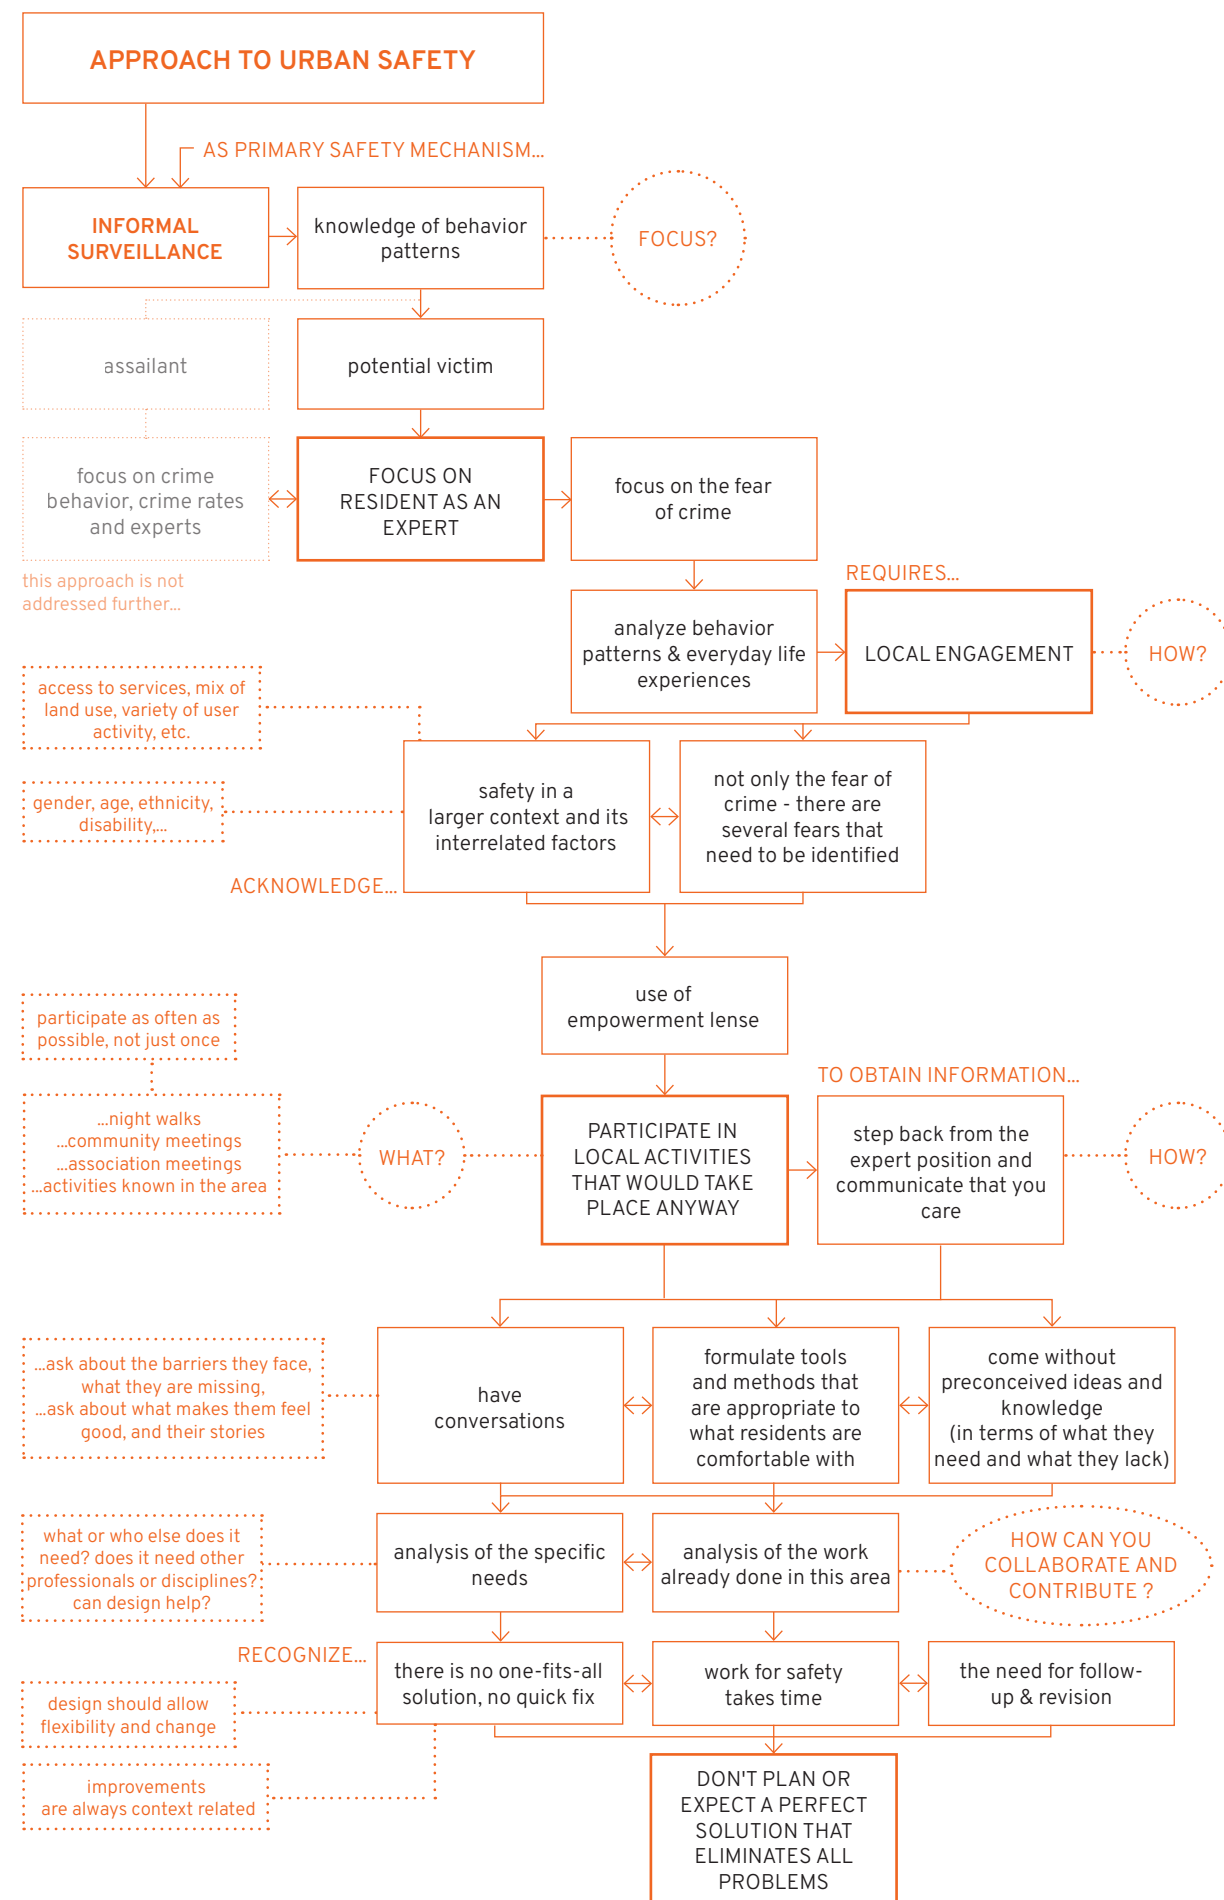 APPROACH TO URBAN SAFETY
AS PRIMARY SAFETY MECHANISM...
INFORMAL
SURVEILLANCE
knowledge of behavior
patterns
FOCUS?
assailant
potential victim
focus on crime
behavior, crime rates
and experts
FOCUS ON
RESIDENT AS AN
EXPERT
focus on the fear
of crime
this approach is not
addressed further...
REQUIRES...
analyze behavior
patterns & everyday life
experiences
LOCAL ENGAGEMENT
HOW?
access to services, mix of
land use, variety of user
activity, etc.
gender, age, ethnicity,
disability,...
safety in a
larger context and its
interrelated factors
not only the fear of
crime - there are
several fears that
need to be identified
ACKNOWLEDGE...
use of
empowerment lense
participate as often as
possible, not just once
TO OBTAIN INFORMATION...
...night walks
...community meetings
...association meetings
...activities known in the area
WHAT?
PARTICIPATE IN
LOCAL ACTIVITIES
THAT WOULD TAKE
PLACE ANYWAY
step back from the
expert position and
communicate that you
care
HOW?
...ask about the barriers they face,
what they are missing,
...ask about what makes them feel
good, and their stories
have
conversations
formulate tools
and methods that
are appropriate to
what residents are
comfortable with
come without
preconceived ideas and
knowledge
(in terms of what they
need and what they lack)
what or who else does it
need? does it need other
professionals or disciplines?
can design help?
analysis of the specific
needs
analysis of the work
already done in this area
HOW CAN YOU
COLLABORATE AND
CONTRIBUTE ?
RECOGNIZE...
there is no one-fits-all
solution, no quick fix
work for safety
takes time
the need for follow-
up & revision
design should allow
flexibility and change
improvements
are always context related
DON'T PLAN OR
EXPECT A PERFECT
SOLUTION THAT
ELIMINATES ALL
PROBLEMS